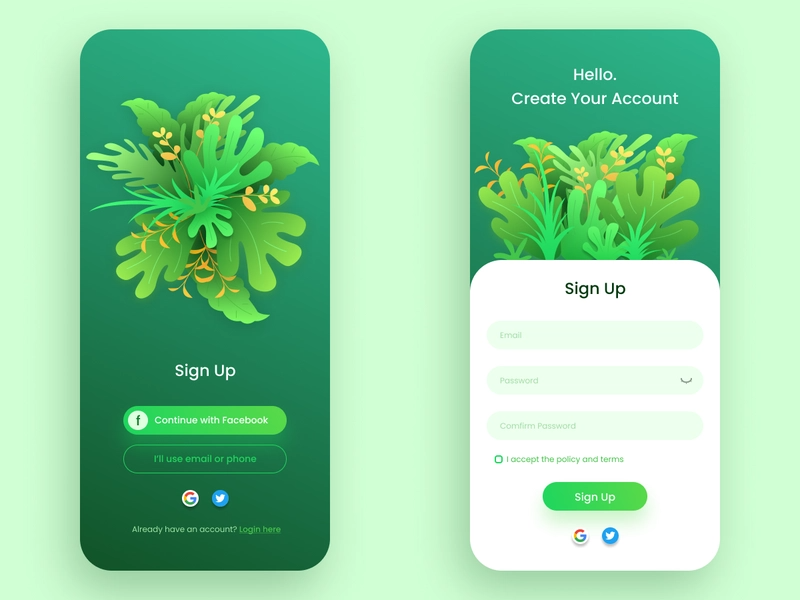 Sign Up
f
Continue with Facebook
I'll use email or phone
G
Already have an account? Login here
Hello.
Create Your Account
Sign Up
Email
Password
Comfirm Password
I accept the policy and terms
Sign Up
G